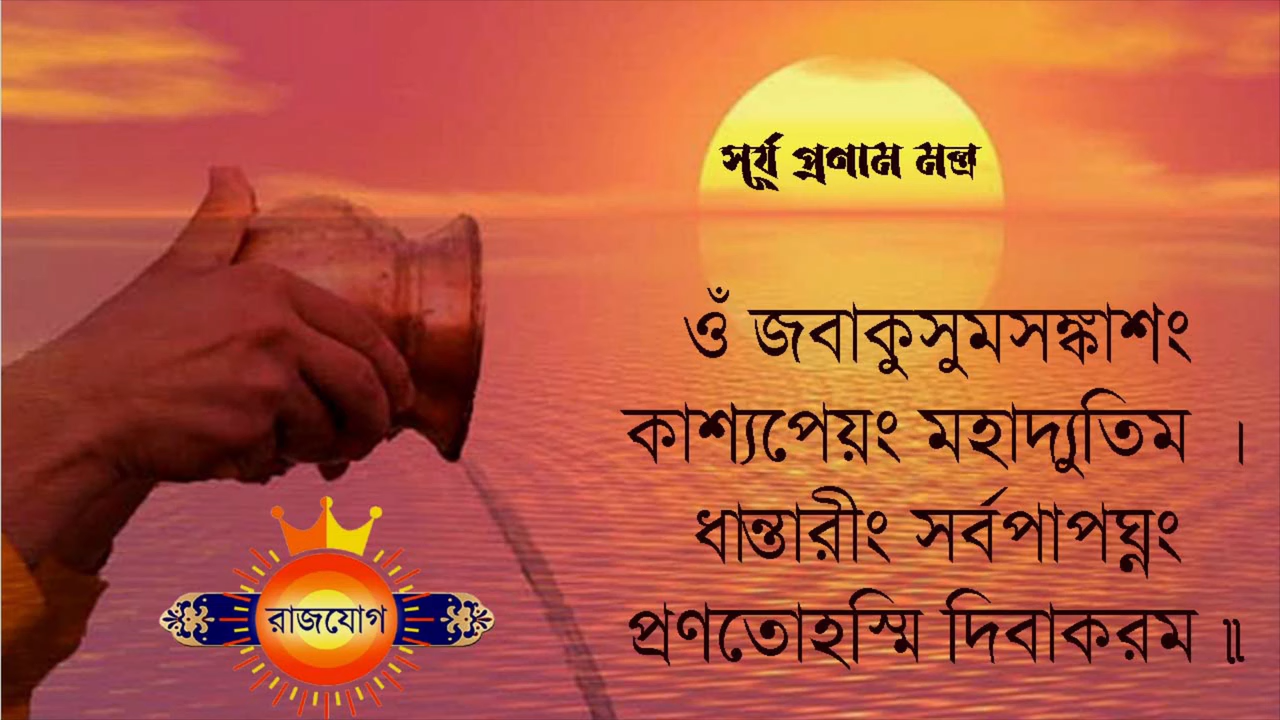 সূর্য প্রণাম মন্ত্র
ওঁ জবাকুসুমসঙ্কাশং
কাশ্যপেয়ং মহাদ্যুতিম ।
ধান্তারীং সর্বপাপঘ্নং
প্রণতোহস্মি দিবাকরম ॥
রাজযোগ